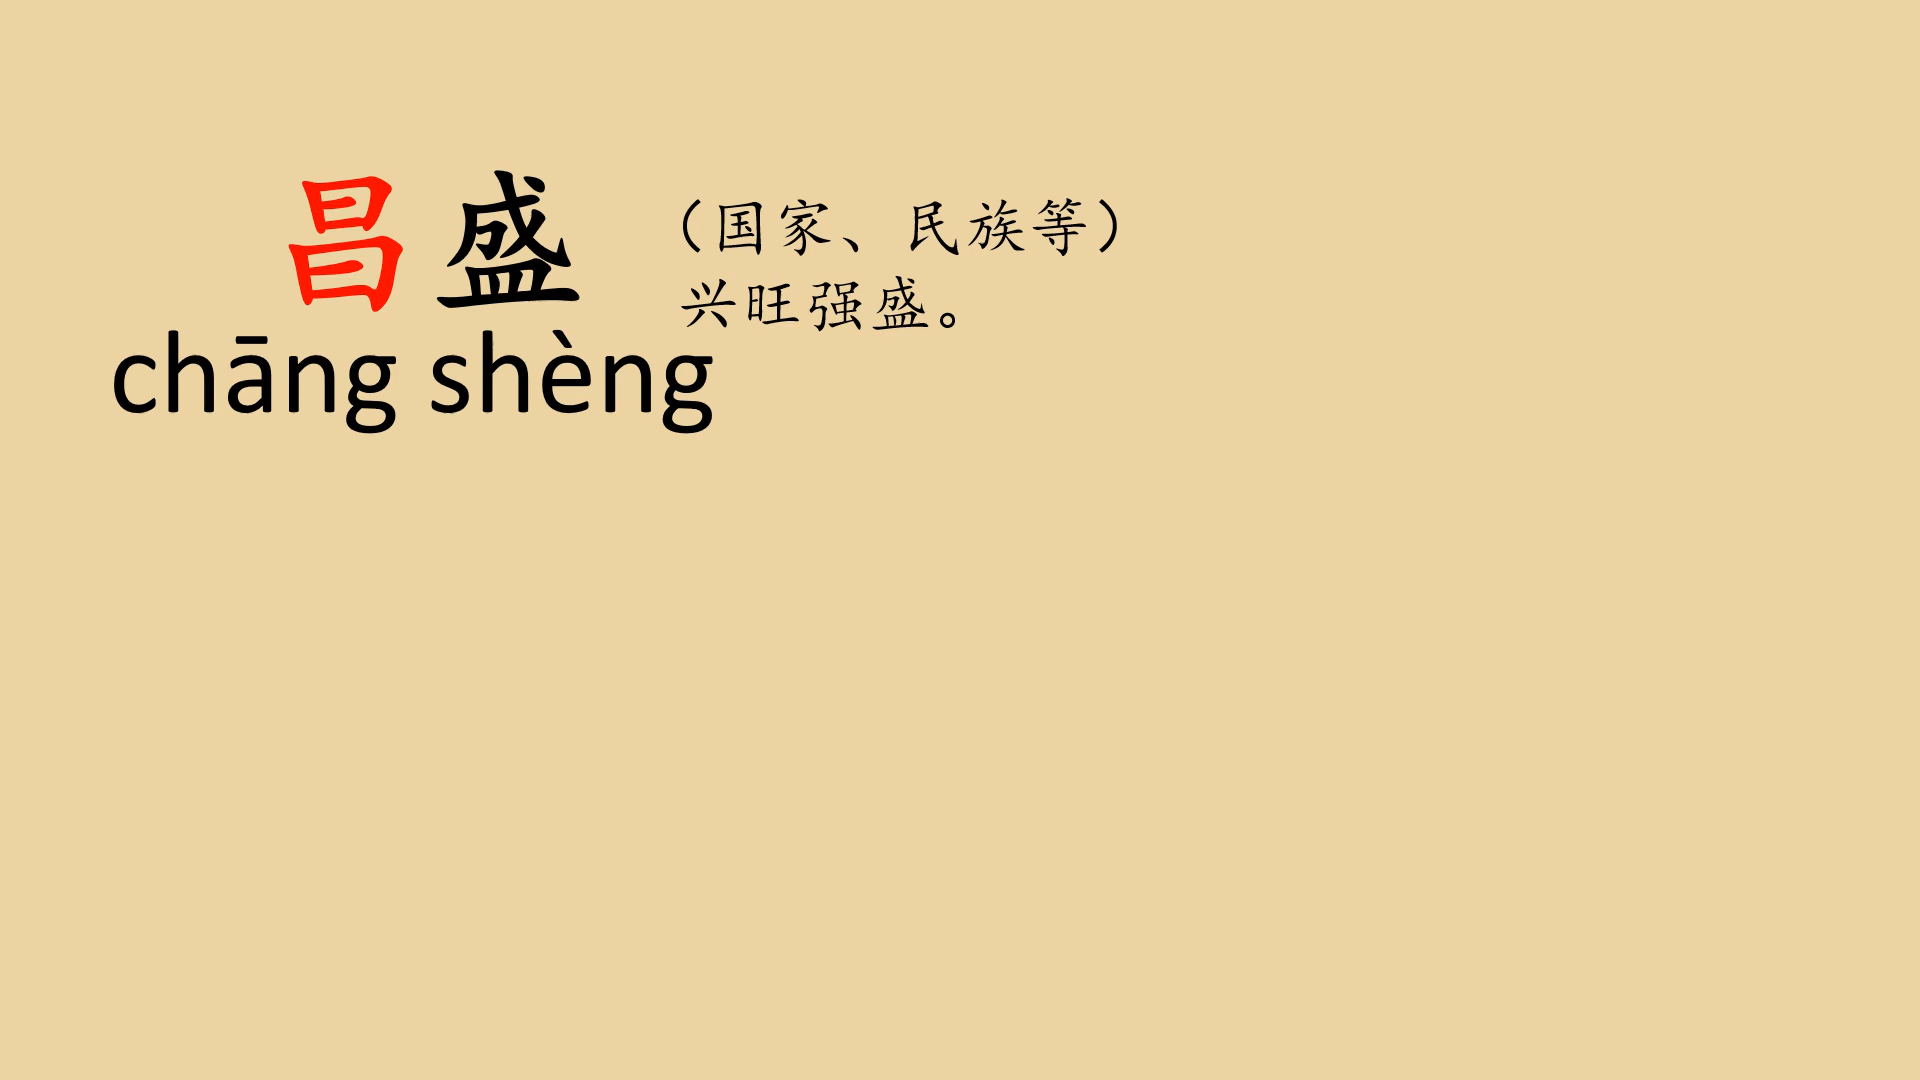 昌盛
chāng shèng
（国家、民族等）
兴旺强盛。